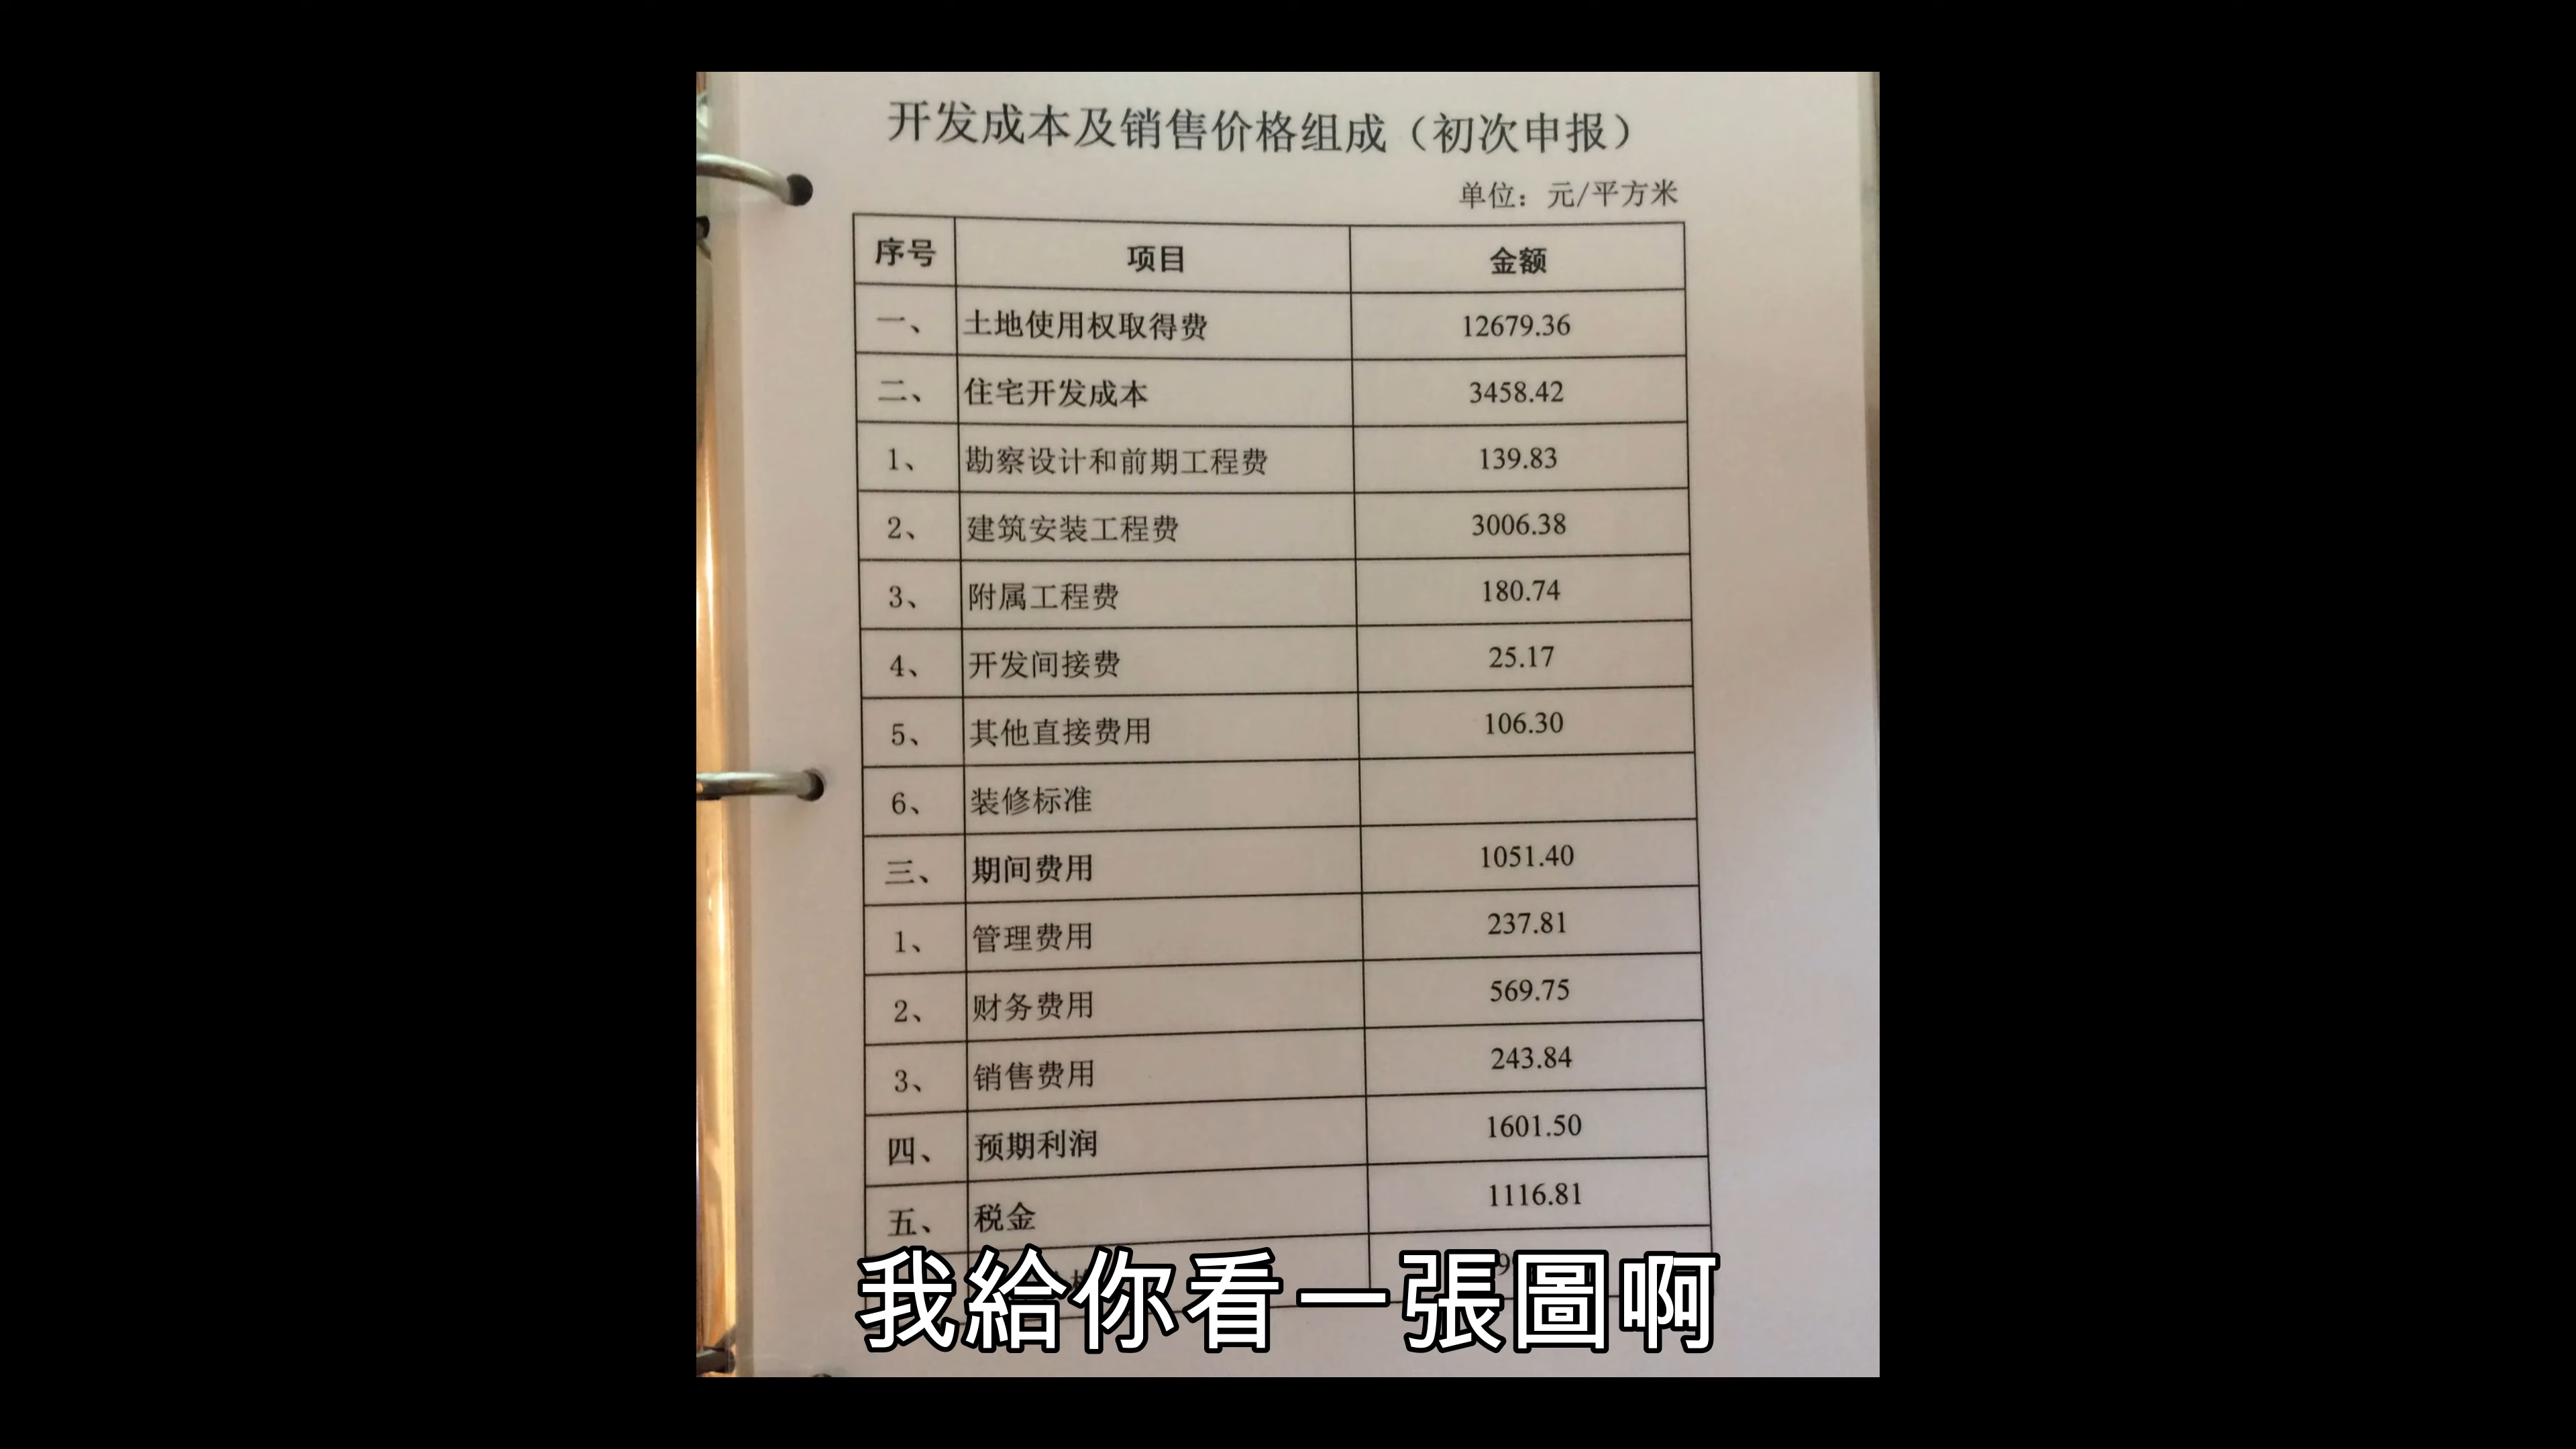 开发成本及销售价格组成（初次申报）
单位：元/平方米
序号 项目 金额
一、 土地使用权取得费 12679.36
二、 住宅开发成本 3458.42
1、 勘察设计和前期工程费 139.83
2、 建筑安装工程费 3006.38
3、 附属工程费 180.74
4、 开发间接费 25.17
5、 其他直接费用 106.30
6、 装修标准
三、 期间费用 1051.40
1、 管理费用 237.81
2、 财务费用 569.75
3、 销售费用 243.84
四、 预期利润 1601.50
五、 税金 1116.81
我給你看一張圖啊